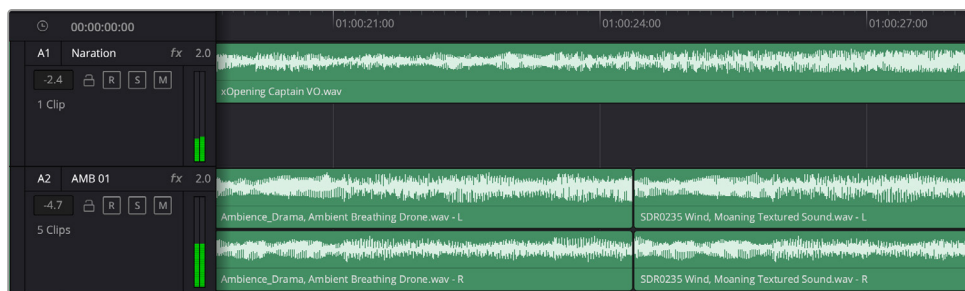 00:00:00:00
01:00:21:00 01:00:24:00 01:00:27:00
A1 Naration fx 2.0
-2.4 R S M
xOpening Captain VO.wav
1 Clip
A2 AMB 01 fx 2.0
-4.7 R S M
Ambience_Drama, Ambient Breathing Drone.wav - L SDR0235 Wind, Moaning Textured Sound.wav - L
5 Clips
Ambience_Drama, Ambient Breathing Drone.wav - R SDR0235 Wind, Moaning Textured Sound.wav - R